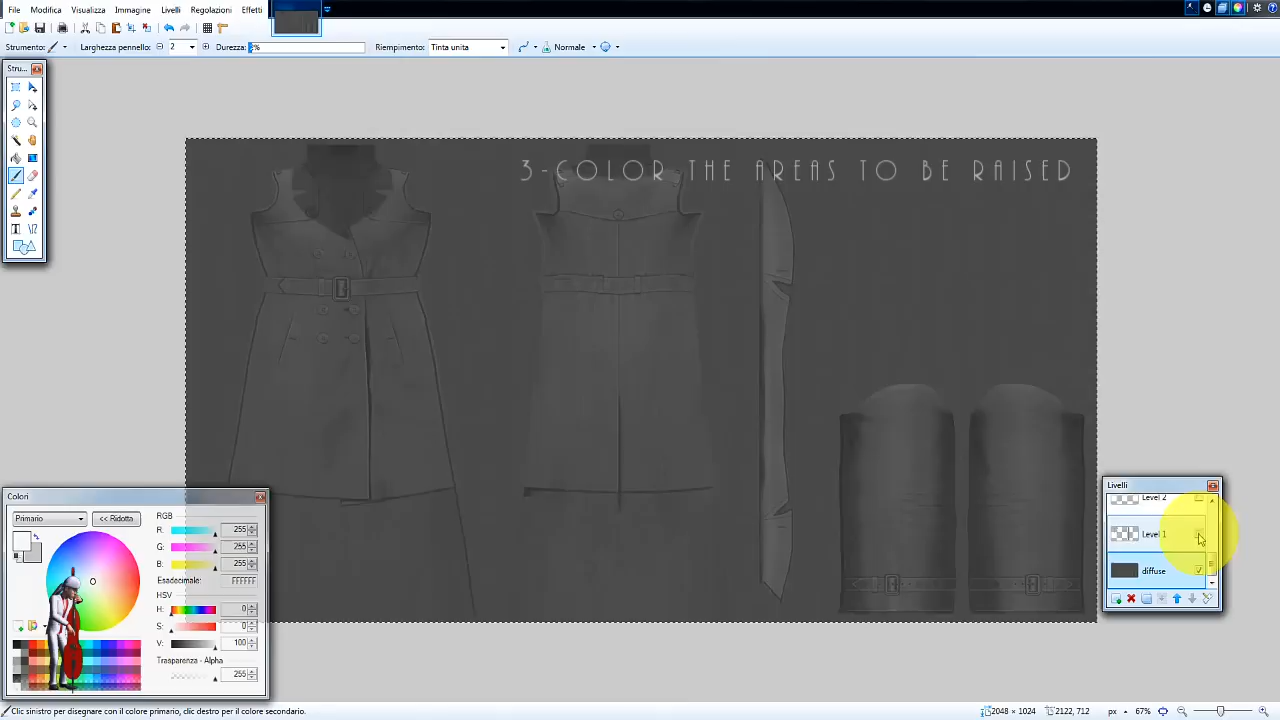 File Modifica Visualizza Immagine Livelli Regolazioni Effetti
Strumento: Larghezza pennello: 2 Durezza: Riempimento: Tinta unita Normale
Stru...
3-COLOR THE AREAS TO BE RAISED
Livelli
Level 2
Level 1
diffuse
Colori
Primario << Ridotta
RGB
R: 255
G: 255
B: 255
Esadecimale: FFFFFF
HSV
H: 0
S: 0
V: 100
Trasparenza - Alpha
255
Clic sinistro per disegnare con il colore primario, clic destro per il colore secondario.
2048 × 1024 2122, 712 px 67%